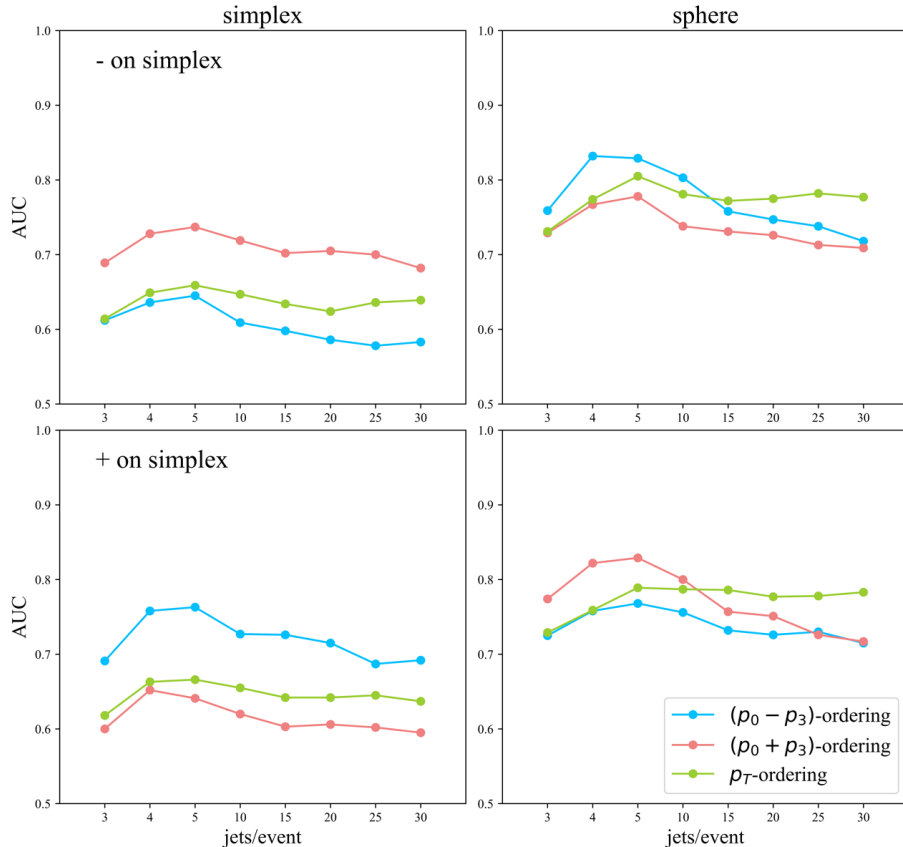 simplex
sphere
1.0
0.9
0.8
0.7
0.6
0.5
AUC
- on simplex
3 4 5 10 15 20 25 30
1.0
0.9
0.8
0.7
0.6
0.5
3 4 5 10 15 20 25 30
1.0
0.9
0.8
0.7
0.6
0.5
AUC
+ on simplex
3 4 5 10 15 20 25 30
jets/event
1.0
0.9
0.8
0.7
0.6
0.5
(p₀ − p₃)-ordering
(p₀ + p₃)-ordering
p_T-ordering
3 4 5 10 15 20 25 30
jets/event